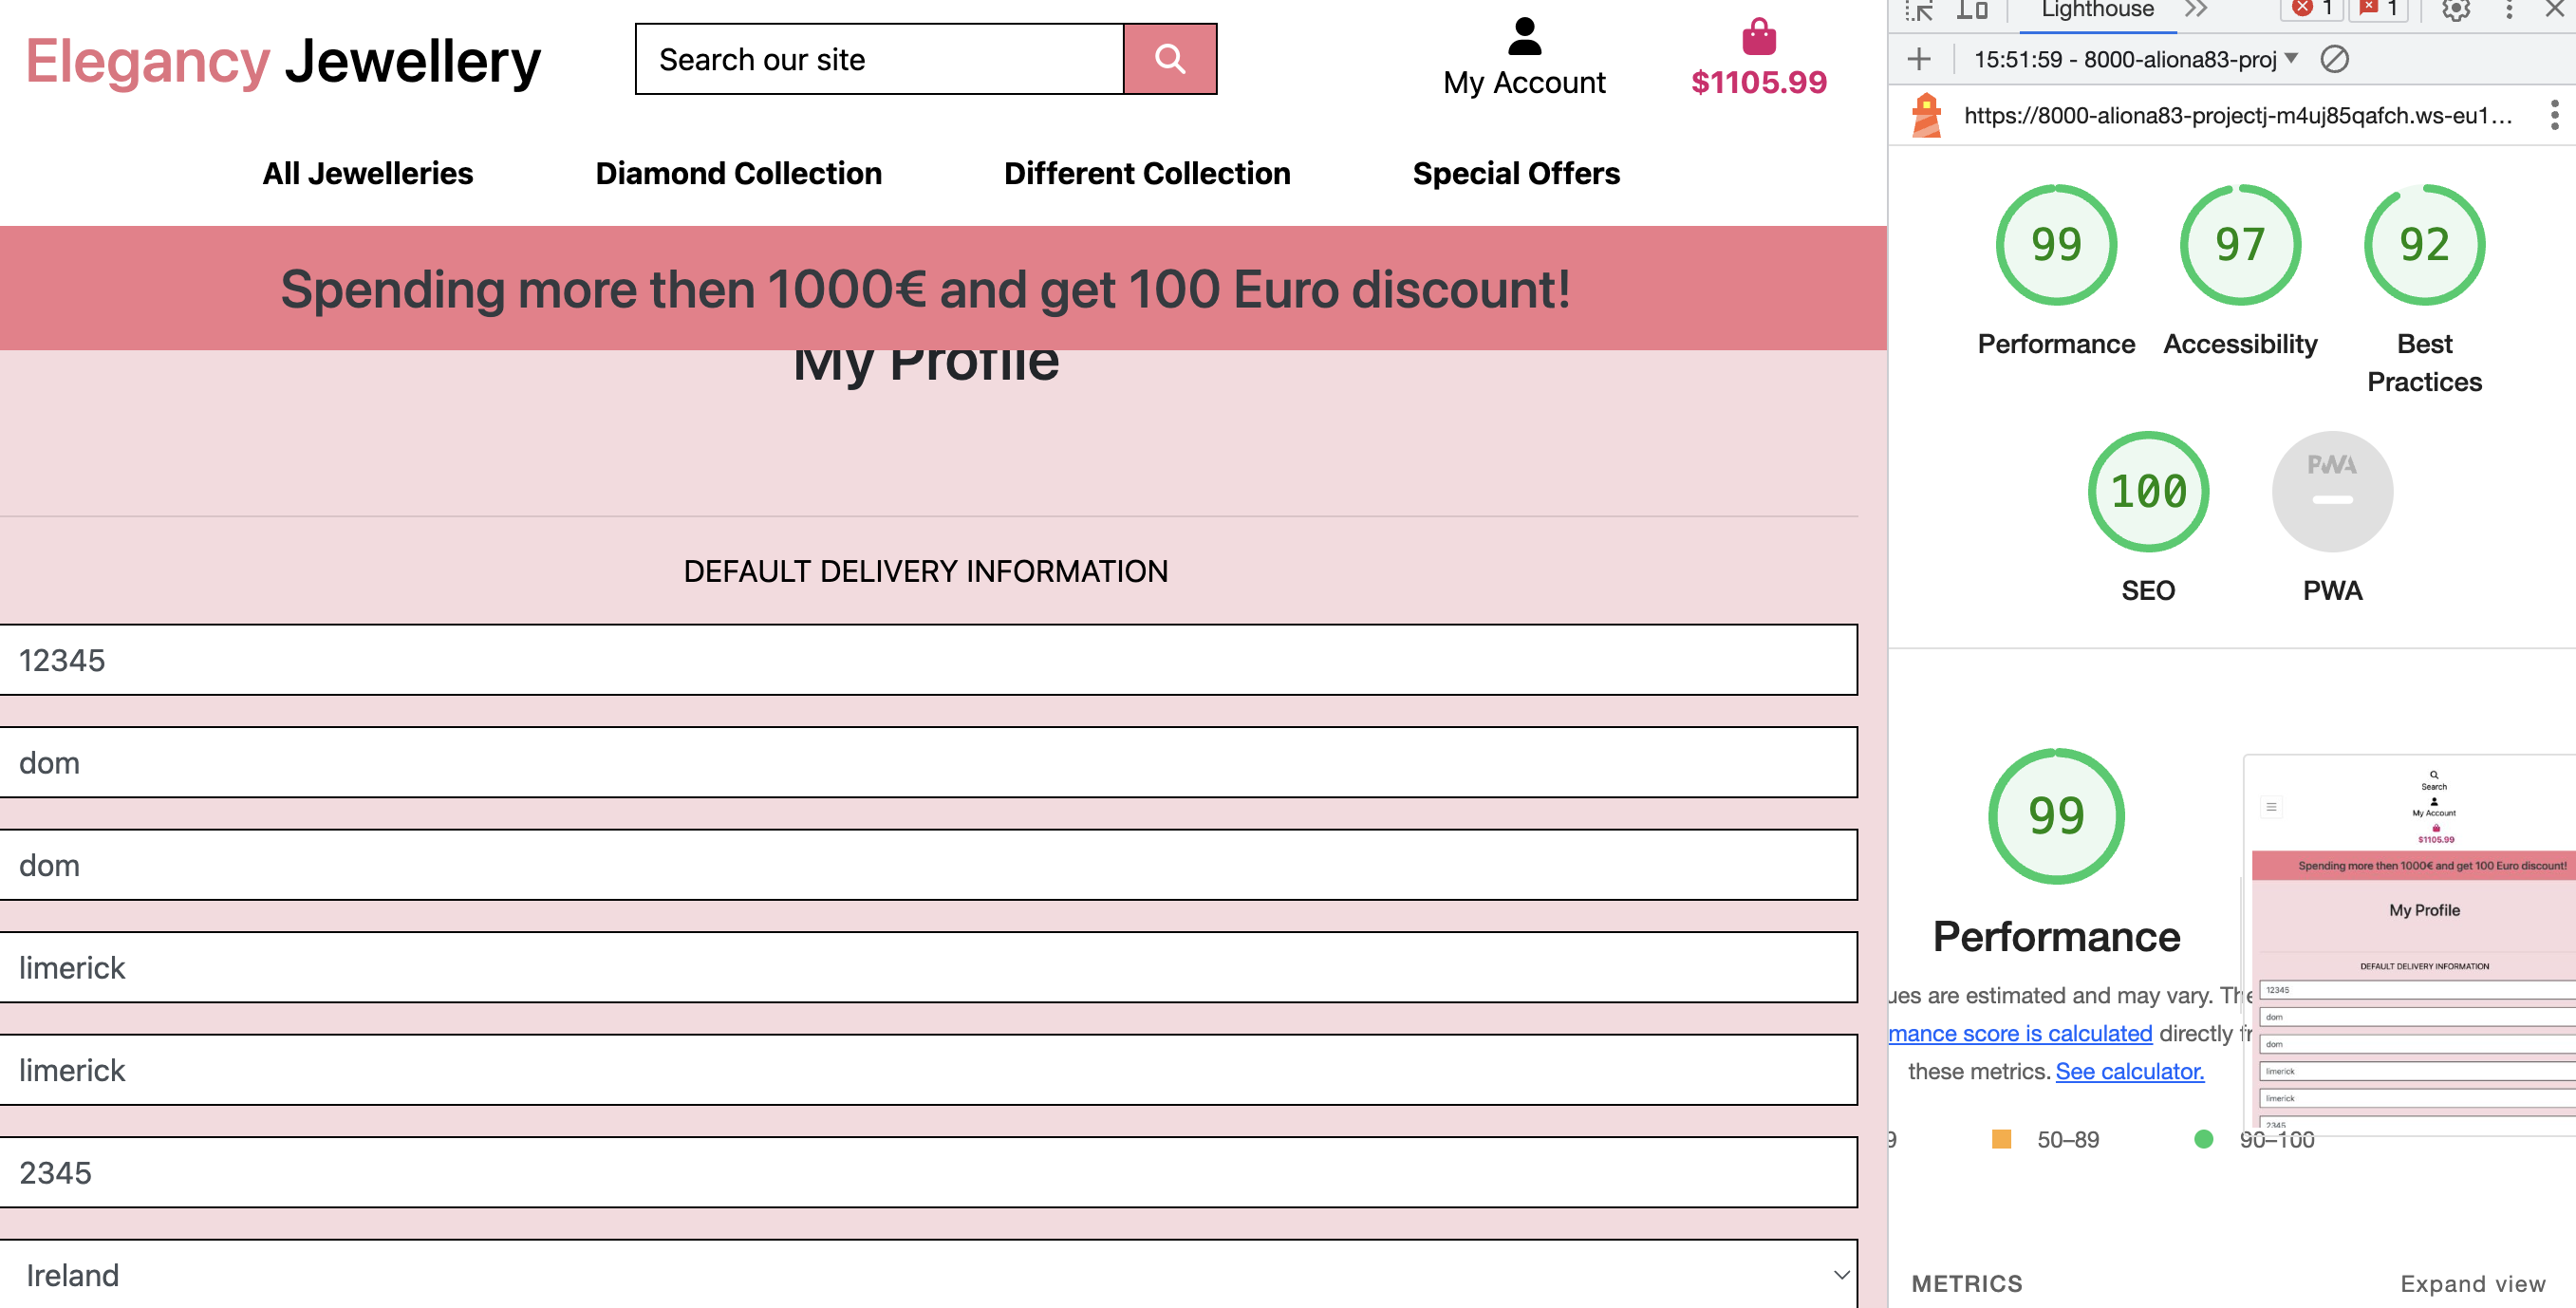 Elegancy Jewellery
Search our site
My Account
$1105.99
All Jewelleries
Diamond Collection
Different Collection
Special Offers
Spending more then 1000€ and get 100 Euro discount!
My Profile
DEFAULT DELIVERY INFORMATION
12345
dom
dom
limerick
limerick
2345
Ireland
Lighthouse
1
1
15:51:59 - 8000-aliona83-proj
https://8000-aliona83-projectj-m4uj85qafch.ws-eu1...
99
97
92
Performance
Accessibility
Best
Practices
100
PWA
SEO
PWA
99
Performance
ues are estimated and may vary. The
mance score is calculated directly fr
these metrics. See calculator.
9
50–89
90–100
Search
My Account
$1105.99
Spending more then 1000€ and get 100 Euro discount!
My Profile
DEFAULT DELIVERY INFORMATION
12345
dom
dom
limerick
limerick
2345
METRICS
Expand view